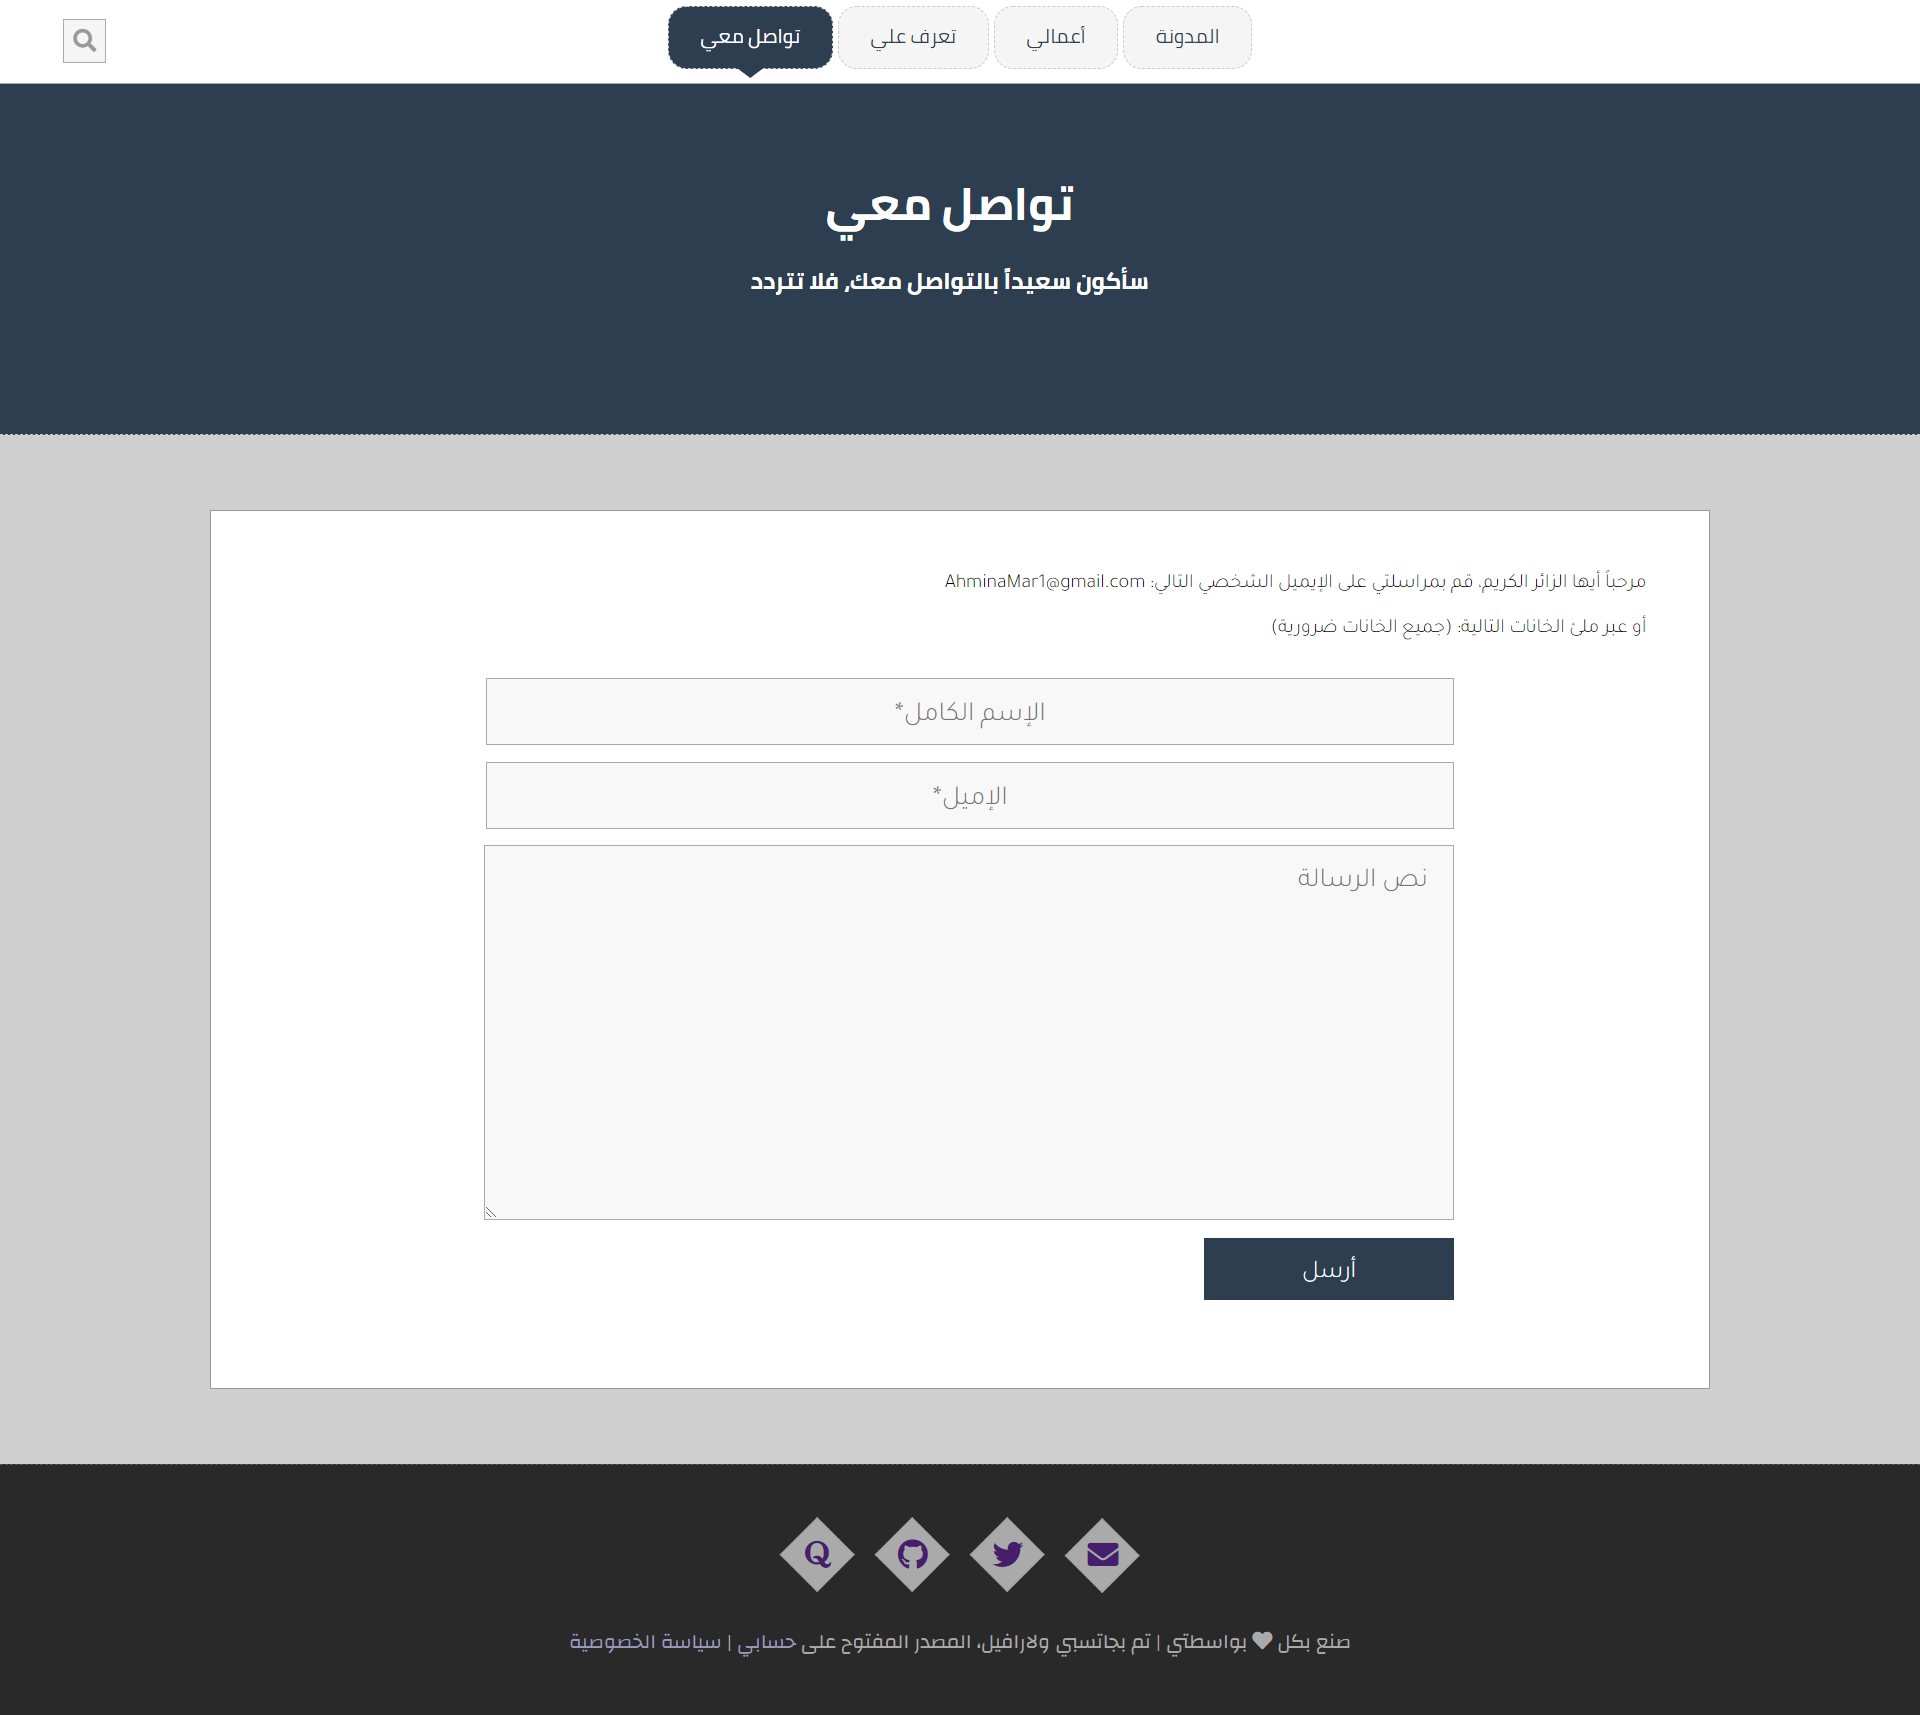 المدونة
أعمالي
تعرف علي
تواصل معي
تواصل معي
سأكون سعيداً بالتواصل معك, فلا تتردد
مرحباً أيها الزائر الكريم, قم بمراسلتي على الإيميل الشخصي التالي: AhminaMar1@gmail.com
أو عبر ملئ الخانات التالية: (جميع الخانات ضرورية)
الإسم الكامل*
الإميل*
نص الرسالة
أرسل
صنع بكل بواسطتي | تم بجاتسبي ولارافيل، المصدر المفتوح على حسابي | سياسة الخصوصية